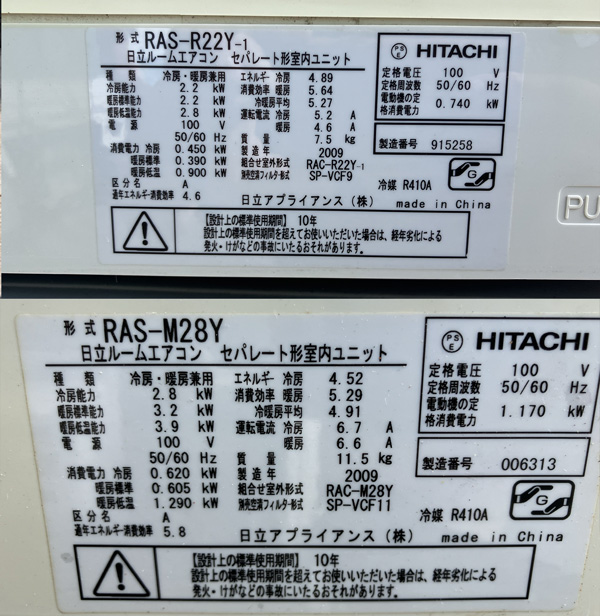 形式 RAS-R22Y-1
日立ルームエアコン セパレート形室内ユニット
種類 冷房・暖房兼用
冷房能力 2.2 kW
暖房標準能力 2.2 kW
暖房低温能力 2.8 kW
電源 100 V
50/60 Hz
消費電力 冷房 0.450 kW
暖房標準 0.390 kW
暖房低温 0.900 kW
区分名 A
通年エネルギー消費効率 4.6
エネルギー 冷房 4.89
消費効率 暖房 5.64
冷暖房平均 5.27
運転電流 冷房 5.2 A
暖房 4.6 A
質量 7.5 kg
製造年 2009
組合せ室外形式 RAC-R22Y-1
別売空清フィルター形式 SP-VCF9
日立アプライアンス(株)
PS
E
HITACHI
定格電圧 100 V
定格周波数 50/60 Hz
電動機の定
格消費電力 0.740 kW
製造番号 915258
G
冷媒 R410A
made in China
PU
【設計上の標準使用期間】 10年
設計上の標準使用期間を超えてお使いいただいた場合は、経年劣化による
発火・けがなどの事故にいたるおそれがあります。
形式 RAS-M28Y
日立ルームエアコン セパレート形室内ユニット
種類 冷房・暖房兼用
冷房能力 2.8 kW
暖房標準能力 3.2 kW
暖房低温能力 3.9 kW
電源 100 V
50/60 Hz
消費電力 冷房 0.620 kW
暖房標準 0.605 kW
暖房低温 1.290 kW
区分名 A
通年エネルギー消費効率 5.8
エネルギー 冷房 4.52
消費効率 暖房 5.29
冷暖房平均 4.91
運転電流 冷房 6.7 A
暖房 6.6 A
質量 11.5 kg
製造年 2009
組合せ室外形式 RAC-M28Y
別売空清フィルター形式 SP-VCF11
日立アプライアンス(株)
PS
E
HITACHI
定格電圧 100 V
定格周波数 50/60 Hz
電動機の定
格消費電力 1.170 kW
製造番号 006313
G
冷媒 R410A
made in China
【設計上の標準使用期間】 10年
設計上の標準使用期間を超えてお使いいただいた場合は、経年劣化による
発火・けがなどの事故にいたるおそれがあります。